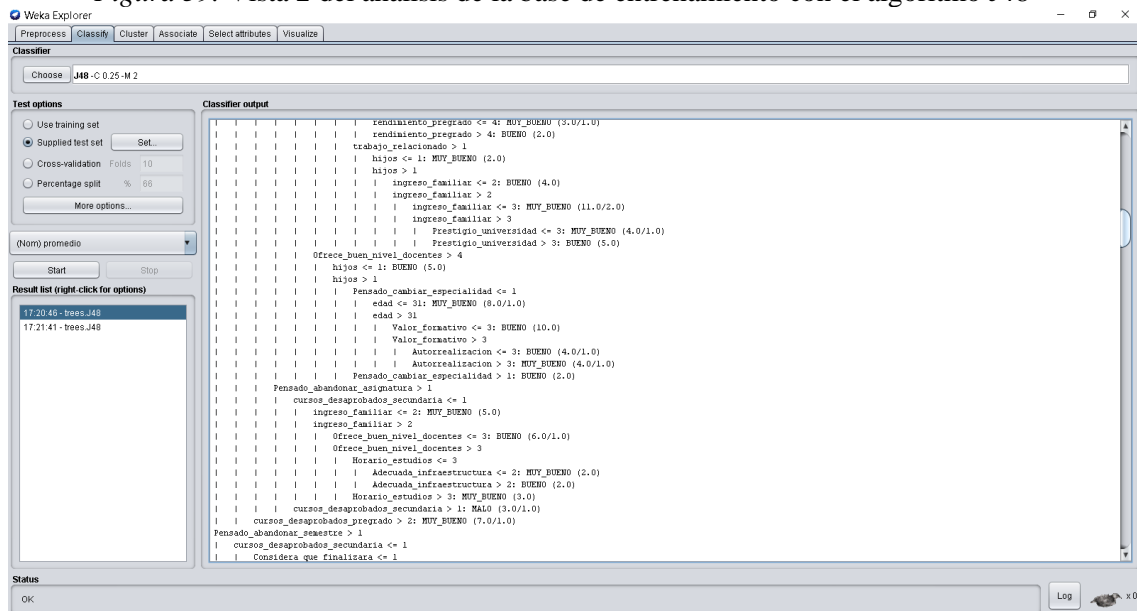 Figura 39. Vista 2 del análisis de la base de entrenamiento con el algoritmo J48
Weka Explorer
Preprocess Classify Cluster Associate Select attributes Visualize
Classifier
Choose J48 -C 0.25 -M 2
Test options
Use training set
Supplied test set Set...
Cross-validation Folds 10
Percentage split % 66
More options...
(Nom) promedio
Start Stop
Result list (right-click for options)
17:20:46 - trees.J48
17:21:41 - trees.J48
Classifier output
| | | | | | | | rendimiento_pregrado <= 4: MUY_BUENO (3.0/1.0)
| | | | | | | | rendimiento_pregrado > 4: BUENO (2.0)
| | | | | | | trabajo_relacionado > 1
| | | | | | | | hijos <= 1: MUY_BUENO (2.0)
| | | | | | | | hijos > 1
| | | | | | | | | ingreso_familiar <= 2: BUENO (4.0)
| | | | | | | | | ingreso_familiar > 2
| | | | | | | | | | ingreso_familiar <= 3: MUY_BUENO (11.0/2.0)
| | | | | | | | | | ingreso_familiar > 3
| | | | | | | | | | | Prestigio_universidad <= 3: MUY_BUENO (4.0/1.0)
| | | | | | | | | | | Prestigio_universidad > 3: BUENO (5.0)
| | | | | Ofrece_buen_nivel_docentes > 4
| | | | | | hijos <= 1: BUENO (5.0)
| | | | | | hijos > 1
| | | | | | | Pensado_cambiar_especialidad <= 1
| | | | | | | | edad <= 31: MUY_BUENO (8.0/1.0)
| | | | | | | | edad > 31
| | | | | | | | | Valor_formativo <= 3: BUENO (10.0)
| | | | | | | | | Valor_formativo > 3
| | | | | | | | | | Autorrealizacion <= 3: BUENO (4.0/1.0)
| | | | | | | | | | Autorrealizacion > 3: MUY_BUENO (4.0/1.0)
| | | | | | | Pensado_cambiar_especialidad > 1: BUENO (2.0)
| | | Pensado_abandonar_asignatura > 1
| | | | cursos_desaprobados_secundaria <= 1
| | | | | ingreso_familiar <= 2: MUY_BUENO (5.0)
| | | | | ingreso_familiar > 2
| | | | | | Ofrece_buen_nivel_docentes <= 3: BUENO (6.0/1.0)
| | | | | | Ofrece_buen_nivel_docentes > 3
| | | | | | | Horario_estudios <= 3
| | | | | | | | Adecuada_infraestructura <= 2: MUY_BUENO (2.0)
| | | | | | | | Adecuada_infraestructura > 2: BUENO (2.0)
| | | | | | | Horario_estudios > 3: MUY_BUENO (3.0)
| | | | cursos_desaprobados_secundaria > 1: MALO (3.0/1.0)
| | cursos_desaprobados_pregrado > 2: MUY_BUENO (7.0/1.0)
Pensado_abandonar_semestre > 1
| cursos_desaprobados_secundaria <= 1
| | Considera que finalizara <= 1
Status
OK
Log
x 0